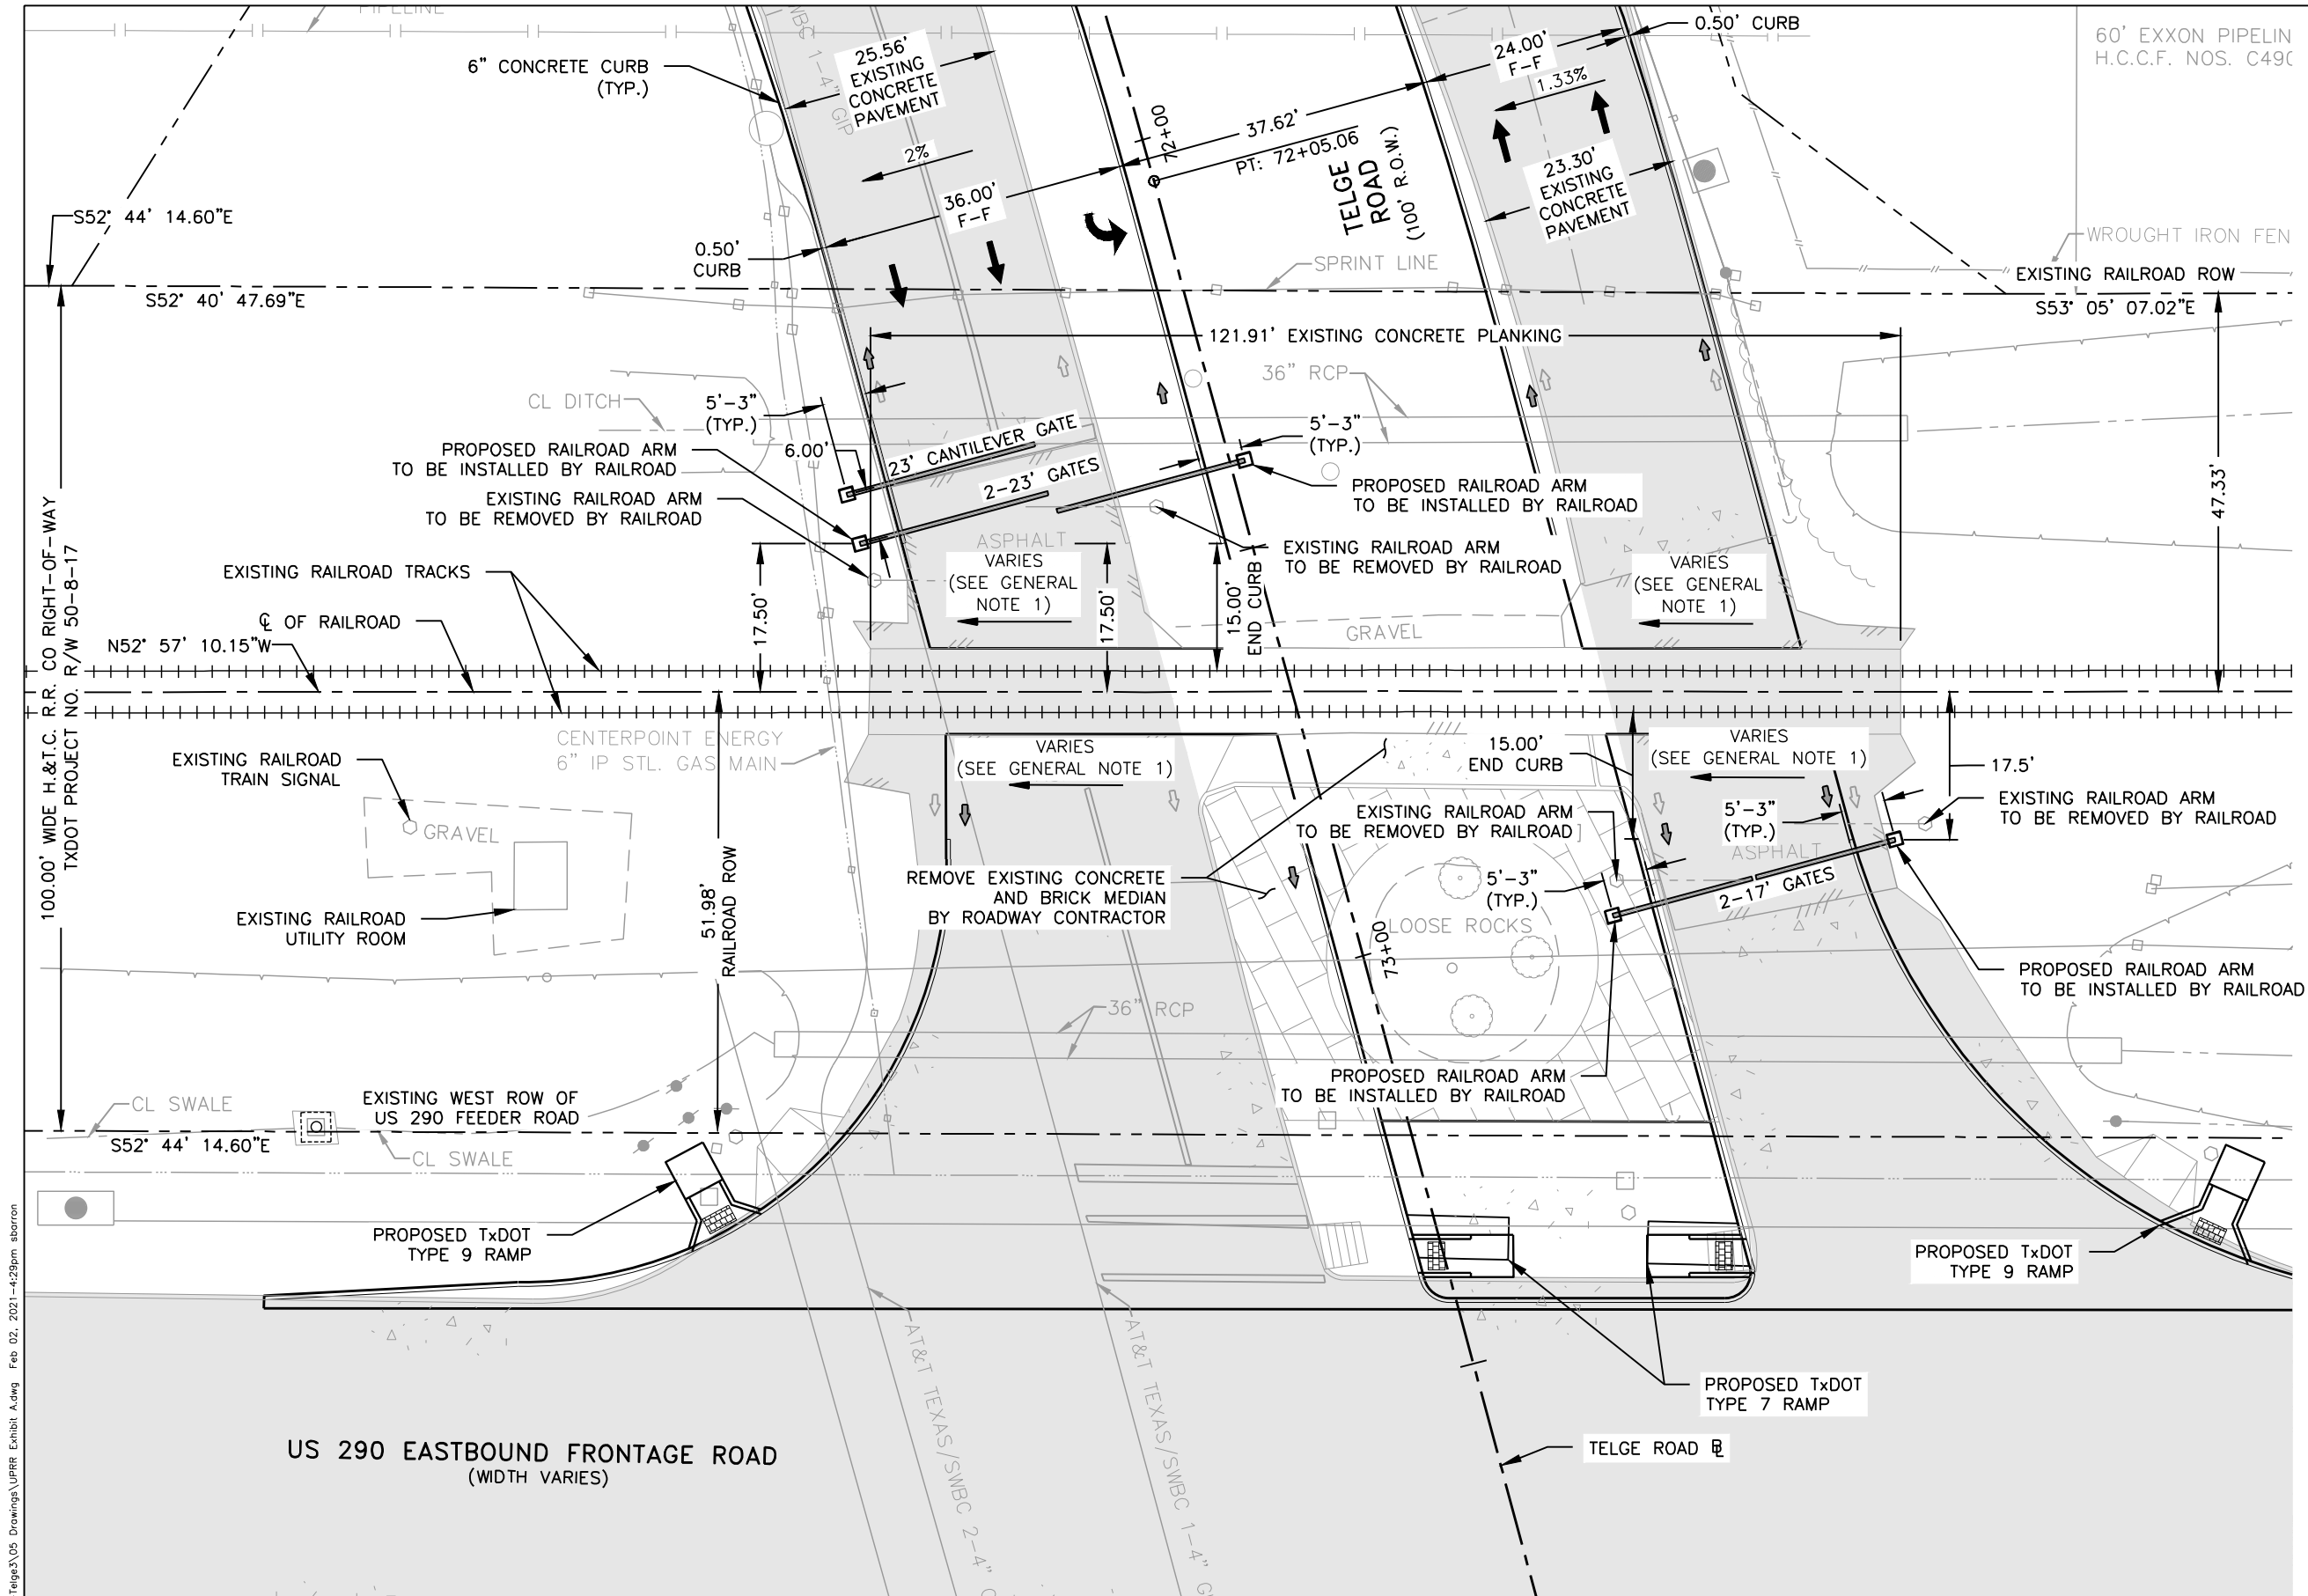 PIPELINE
SWBC 1-4" GIP
6" CONCRETE CURB
(TYP.)
25.56'
EXISTING
CONCRETE
PAVEMENT
2%
72+00
37.62'
PT: 72+05.06
TELGE
ROAD
(100' R.O.W.)
24.00'
F-F
0.50' CURB
1.33%
23.30'
EXISTING
CONCRETE
PAVEMENT
60' EXXON PIPELIN
H.C.C.F. NOS. C490
S52° 44' 14.60"E
36.00'
F-F
0.50'
CURB
SPRINT LINE
WROUGHT IRON FEN
EXISTING RAILROAD ROW
S52° 40' 47.69"E
S53° 05' 07.02"E
121.91' EXISTING CONCRETE PLANKING
36" RCP
CL DITCH
5'-3"
(TYP.)
6.00'
23' CANTILEVER GATE
2-23' GATES
5'-3"
(TYP.)
PROPOSED RAILROAD ARM
TO BE INSTALLED BY RAILROAD
EXISTING RAILROAD ARM
TO BE REMOVED BY RAILROAD
PROPOSED RAILROAD ARM
TO BE INSTALLED BY RAILROAD
EXISTING RAILROAD ARM
TO BE REMOVED BY RAILROAD
47.33'
ASPHALT
VARIES
(SEE GENERAL
NOTE 1)
VARIES
(SEE GENERAL
NOTE 1)
EXISTING RAILROAD TRACKS
℄ OF RAILROAD
N52° 57' 10.15"W
17.50'
17.50'
15.00'
END CURB
GRAVEL
100.00' WIDE H.&T.C. R.R. CO RIGHT-OF-WAY
TXDOT PROJECT NO. R/W 50-8-17
CENTERPOINT ENERGY
6" IP STL. GAS MAIN
VARIES
(SEE GENERAL NOTE 1)
15.00'
END CURB
VARIES
(SEE GENERAL NOTE 1)
17.5'
EXISTING RAILROAD
TRAIN SIGNAL
GRAVEL
EXISTING RAILROAD ARM
TO BE REMOVED BY RAILROAD
5'-3"
(TYP.)
EXISTING RAILROAD ARM
TO BE REMOVED BY RAILROAD
ASPHALT
REMOVE EXISTING CONCRETE
AND BRICK MEDIAN
BY ROADWAY CONTRACTOR
5'-3"
(TYP.)
2-17' GATES
EXISTING RAILROAD
UTILITY ROOM
51.98'
RAILROAD ROW
LOOSE ROCKS
73+00
PROPOSED RAILROAD ARM
TO BE INSTALLED BY RAILROAD
36" RCP
PROPOSED RAILROAD ARM
TO BE INSTALLED BY RAILROAD
CL SWALE
EXISTING WEST ROW OF
US 290 FEEDER ROAD
S52° 44' 14.60"E
CL SWALE
PROPOSED TxDOT
TYPE 9 RAMP
PROPOSED TxDOT
TYPE 9 RAMP
AT&T TEXAS/SWBC 2-4"
AT&T TEXAS/SWBC 1-4"
PROPOSED TxDOT
TYPE 7 RAMP
TELGE ROAD BL
US 290 EASTBOUND FRONTAGE ROAD
(WIDTH VARIES)
Telge3\05 Drawings\UPRR Exhibit A.dwg Feb 02, 2021-4:29pm sbarron